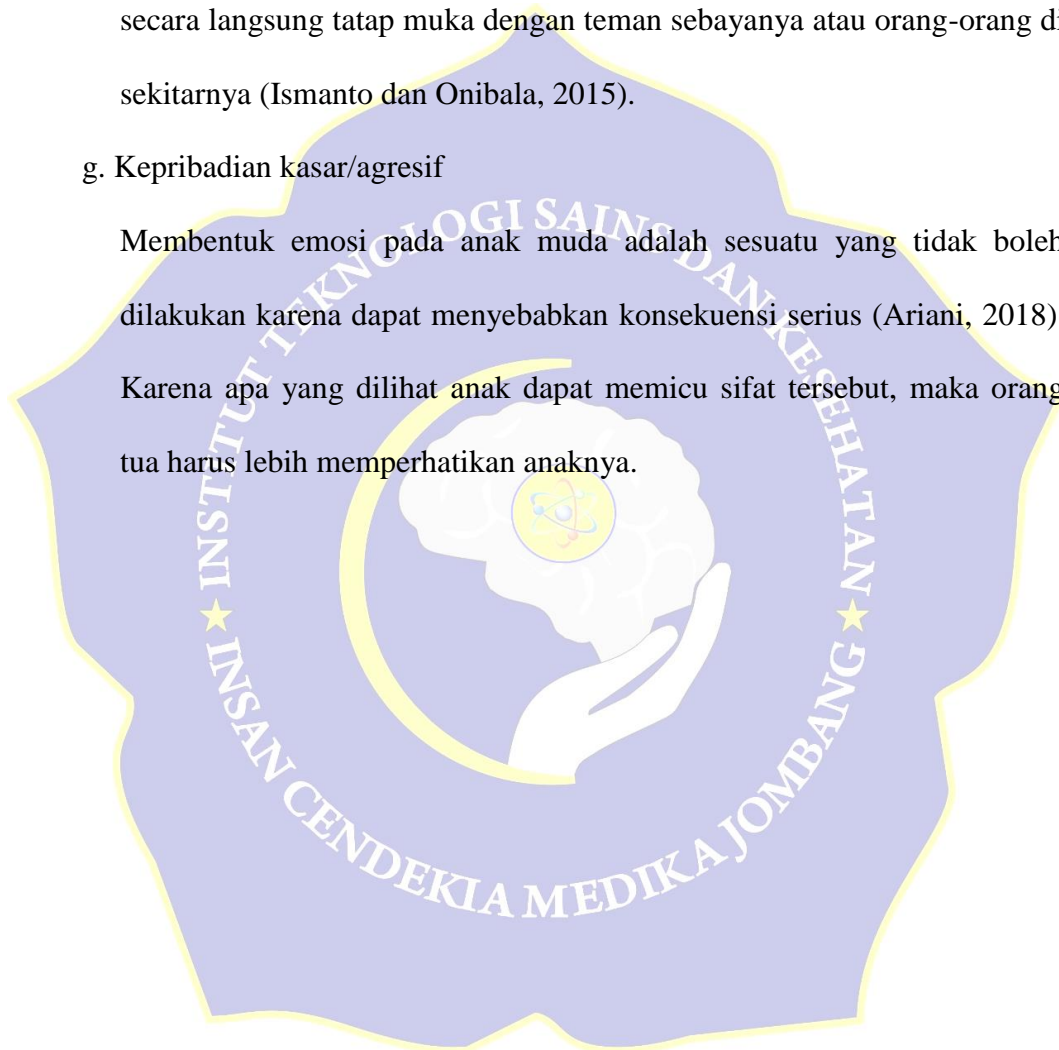 secara langsung tatap muka dengan teman sebayanya atau orang-orang di
sekitarnya (Ismanto dan Onibala, 2015).
g. Kepribadian kasar/agresif
Membentuk emosi pada anak muda adalah sesuatu yang tidak boleh
dilakukan karena dapat menyebabkan konsekuensi serius (Ariani, 2018)
Karena apa yang dilihat anak dapat memicu sifat tersebut, maka orang
tua harus lebih memperhatikan anaknya.
INSTITUT TEKNOLOGI SAINS DAN KESEHATAN
INSAN CENDEKIA MEDIKA JOMBANG